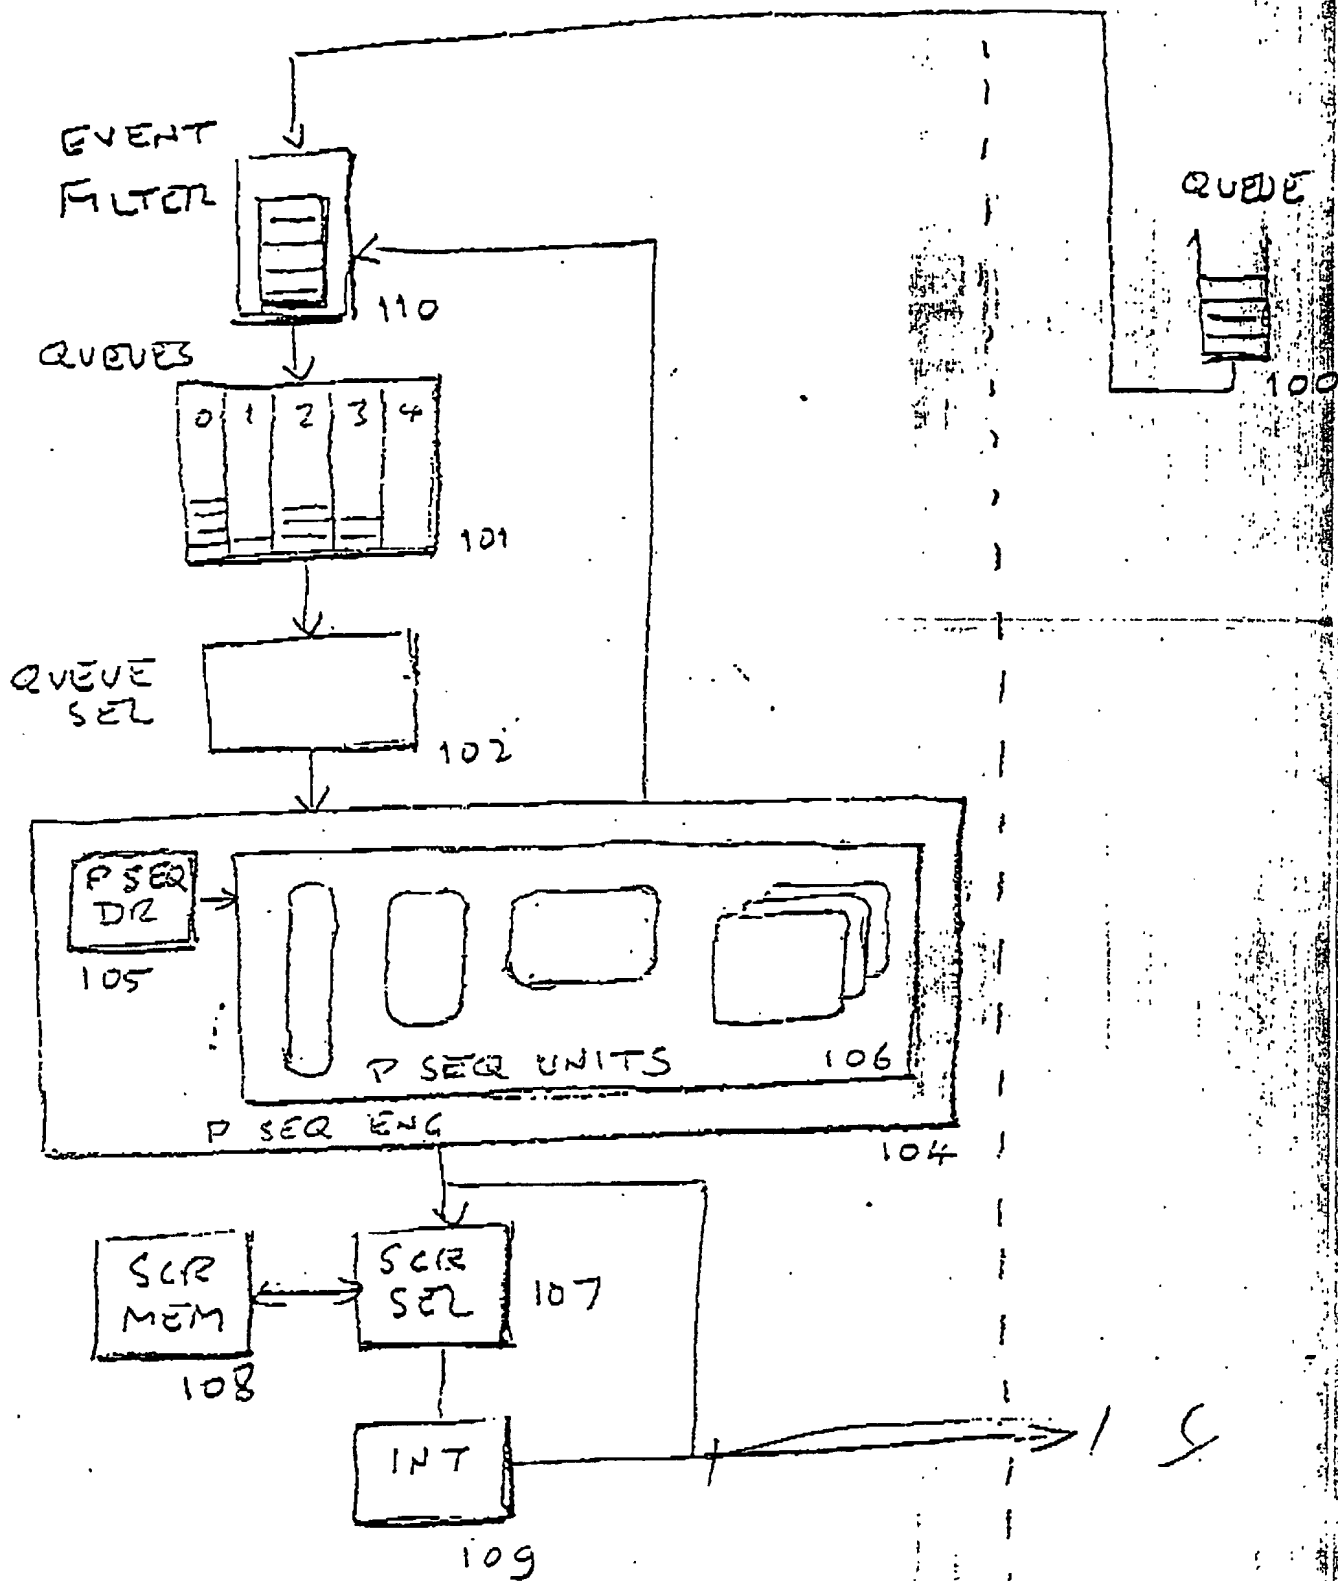 EVENT
FILTER
110
QUEUE
100
QUEUES
0 1 2 3 4
101
QUEUE
SEL
102
P SEQ
DR
105
P SEQ UNITS
106
P SEQ ENG
104
SCR
MEM
108
SCR
SEL
107
INT
109